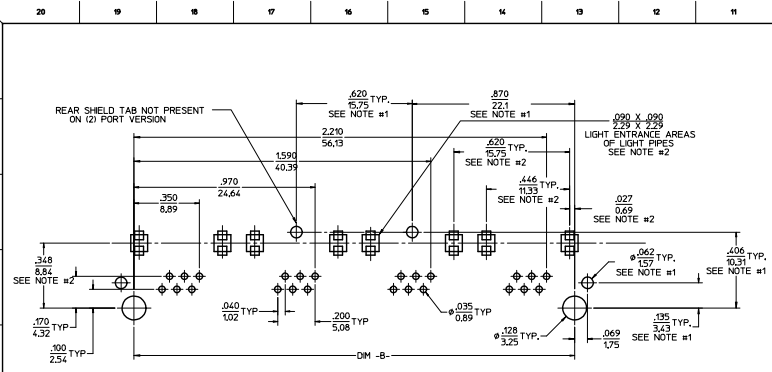 20 19 18 17 16 15 14 13 12 11
REAR SHIELD TAB NOT PRESENT
ON (2) PORT VERSION
.620
15,75 TYP.
SEE NOTE #1
.870
22.1
SEE NOTE #1
.090 X .090
2.29 X 2.29
LIGHT ENTRANCE AREAS
OF LIGHT PIPES
SEE NOTE #2
2.210
56,13
1.590
40.39
.620
15,75 TYP.
SEE NOTE #2
.970
24,64
.446
11,33 TYP.
SEE NOTE #2
.350
8,89
.027
0,69
SEE NOTE #2
.348
8,84
SEE NOTE #2
.406
10,31 TYP.
SEE NOTE #1
ø.062
1.57 TYP.
SEE NOTE #1
.040
1,02 TYP
.200
5,08 TYP
ø.035
0,89 TYP
.170
4.32 TYP
.100
2.54 TYP
ø.128
3.25 TYP
.135
3,43 TYP.
SEE NOTE #1
.069
1,75
DIM -B-